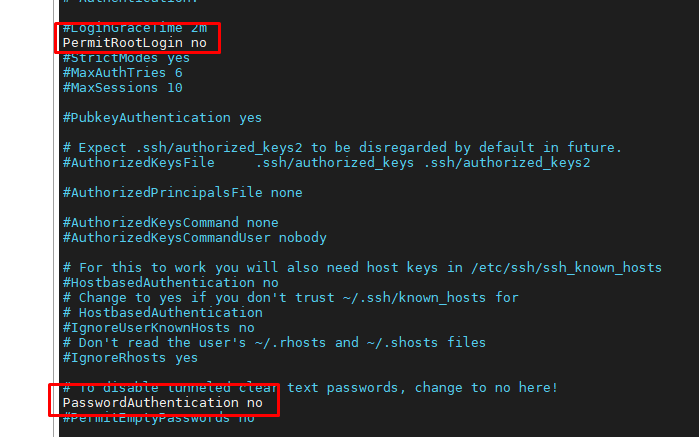 # Authentication:
#LoginGraceTime 2m
PermitRootLogin no
#StrictModes yes
#MaxAuthTries 6
#MaxSessions 10
#PubkeyAuthentication yes
# Expect .ssh/authorized_keys2 to be disregarded by default in future.
#AuthorizedKeysFile     .ssh/authorized_keys .ssh/authorized_keys2
#AuthorizedPrincipalsFile none
#AuthorizedKeysCommand none
#AuthorizedKeysCommandUser nobody
# For this to work you will also need host keys in /etc/ssh/ssh_known_hosts
#HostbasedAuthentication no
# Change to yes if you don't trust ~/.ssh/known_hosts for
# HostbasedAuthentication
#IgnoreUserKnownHosts no
# Don't read the user's ~/.rhosts and ~/.shosts files
#IgnoreRhosts yes
# To disable tunneled clear text passwords, change to no here!
PasswordAuthentication no
#PermitEmptyPasswords no